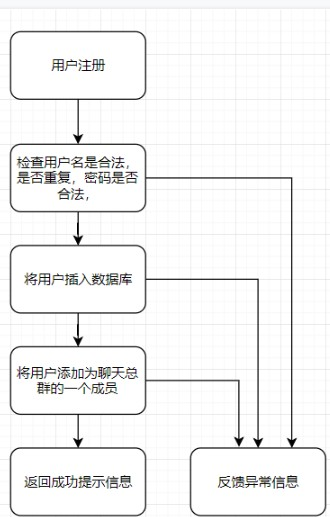 用户注册
检查用户名是合法，
是否重复，密码是否
合法，
将用户插入数据库
将用户添加为聊天总
群的一个成员
返回成功提示信息
反馈异常信息